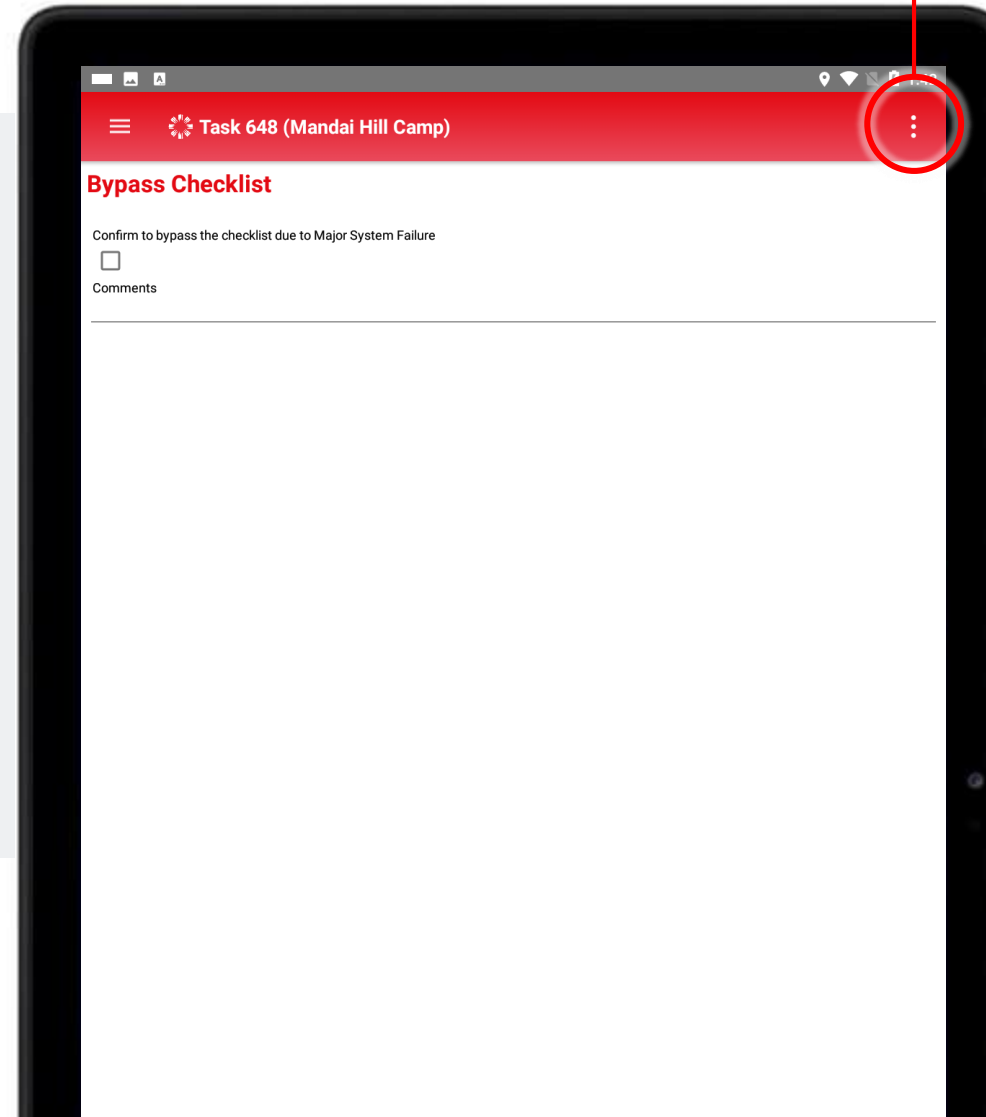 Task 648 (Mandai Hill Camp)
Bypass Checklist
Confirm to bypass the checklist due to Major System Failure
Comments